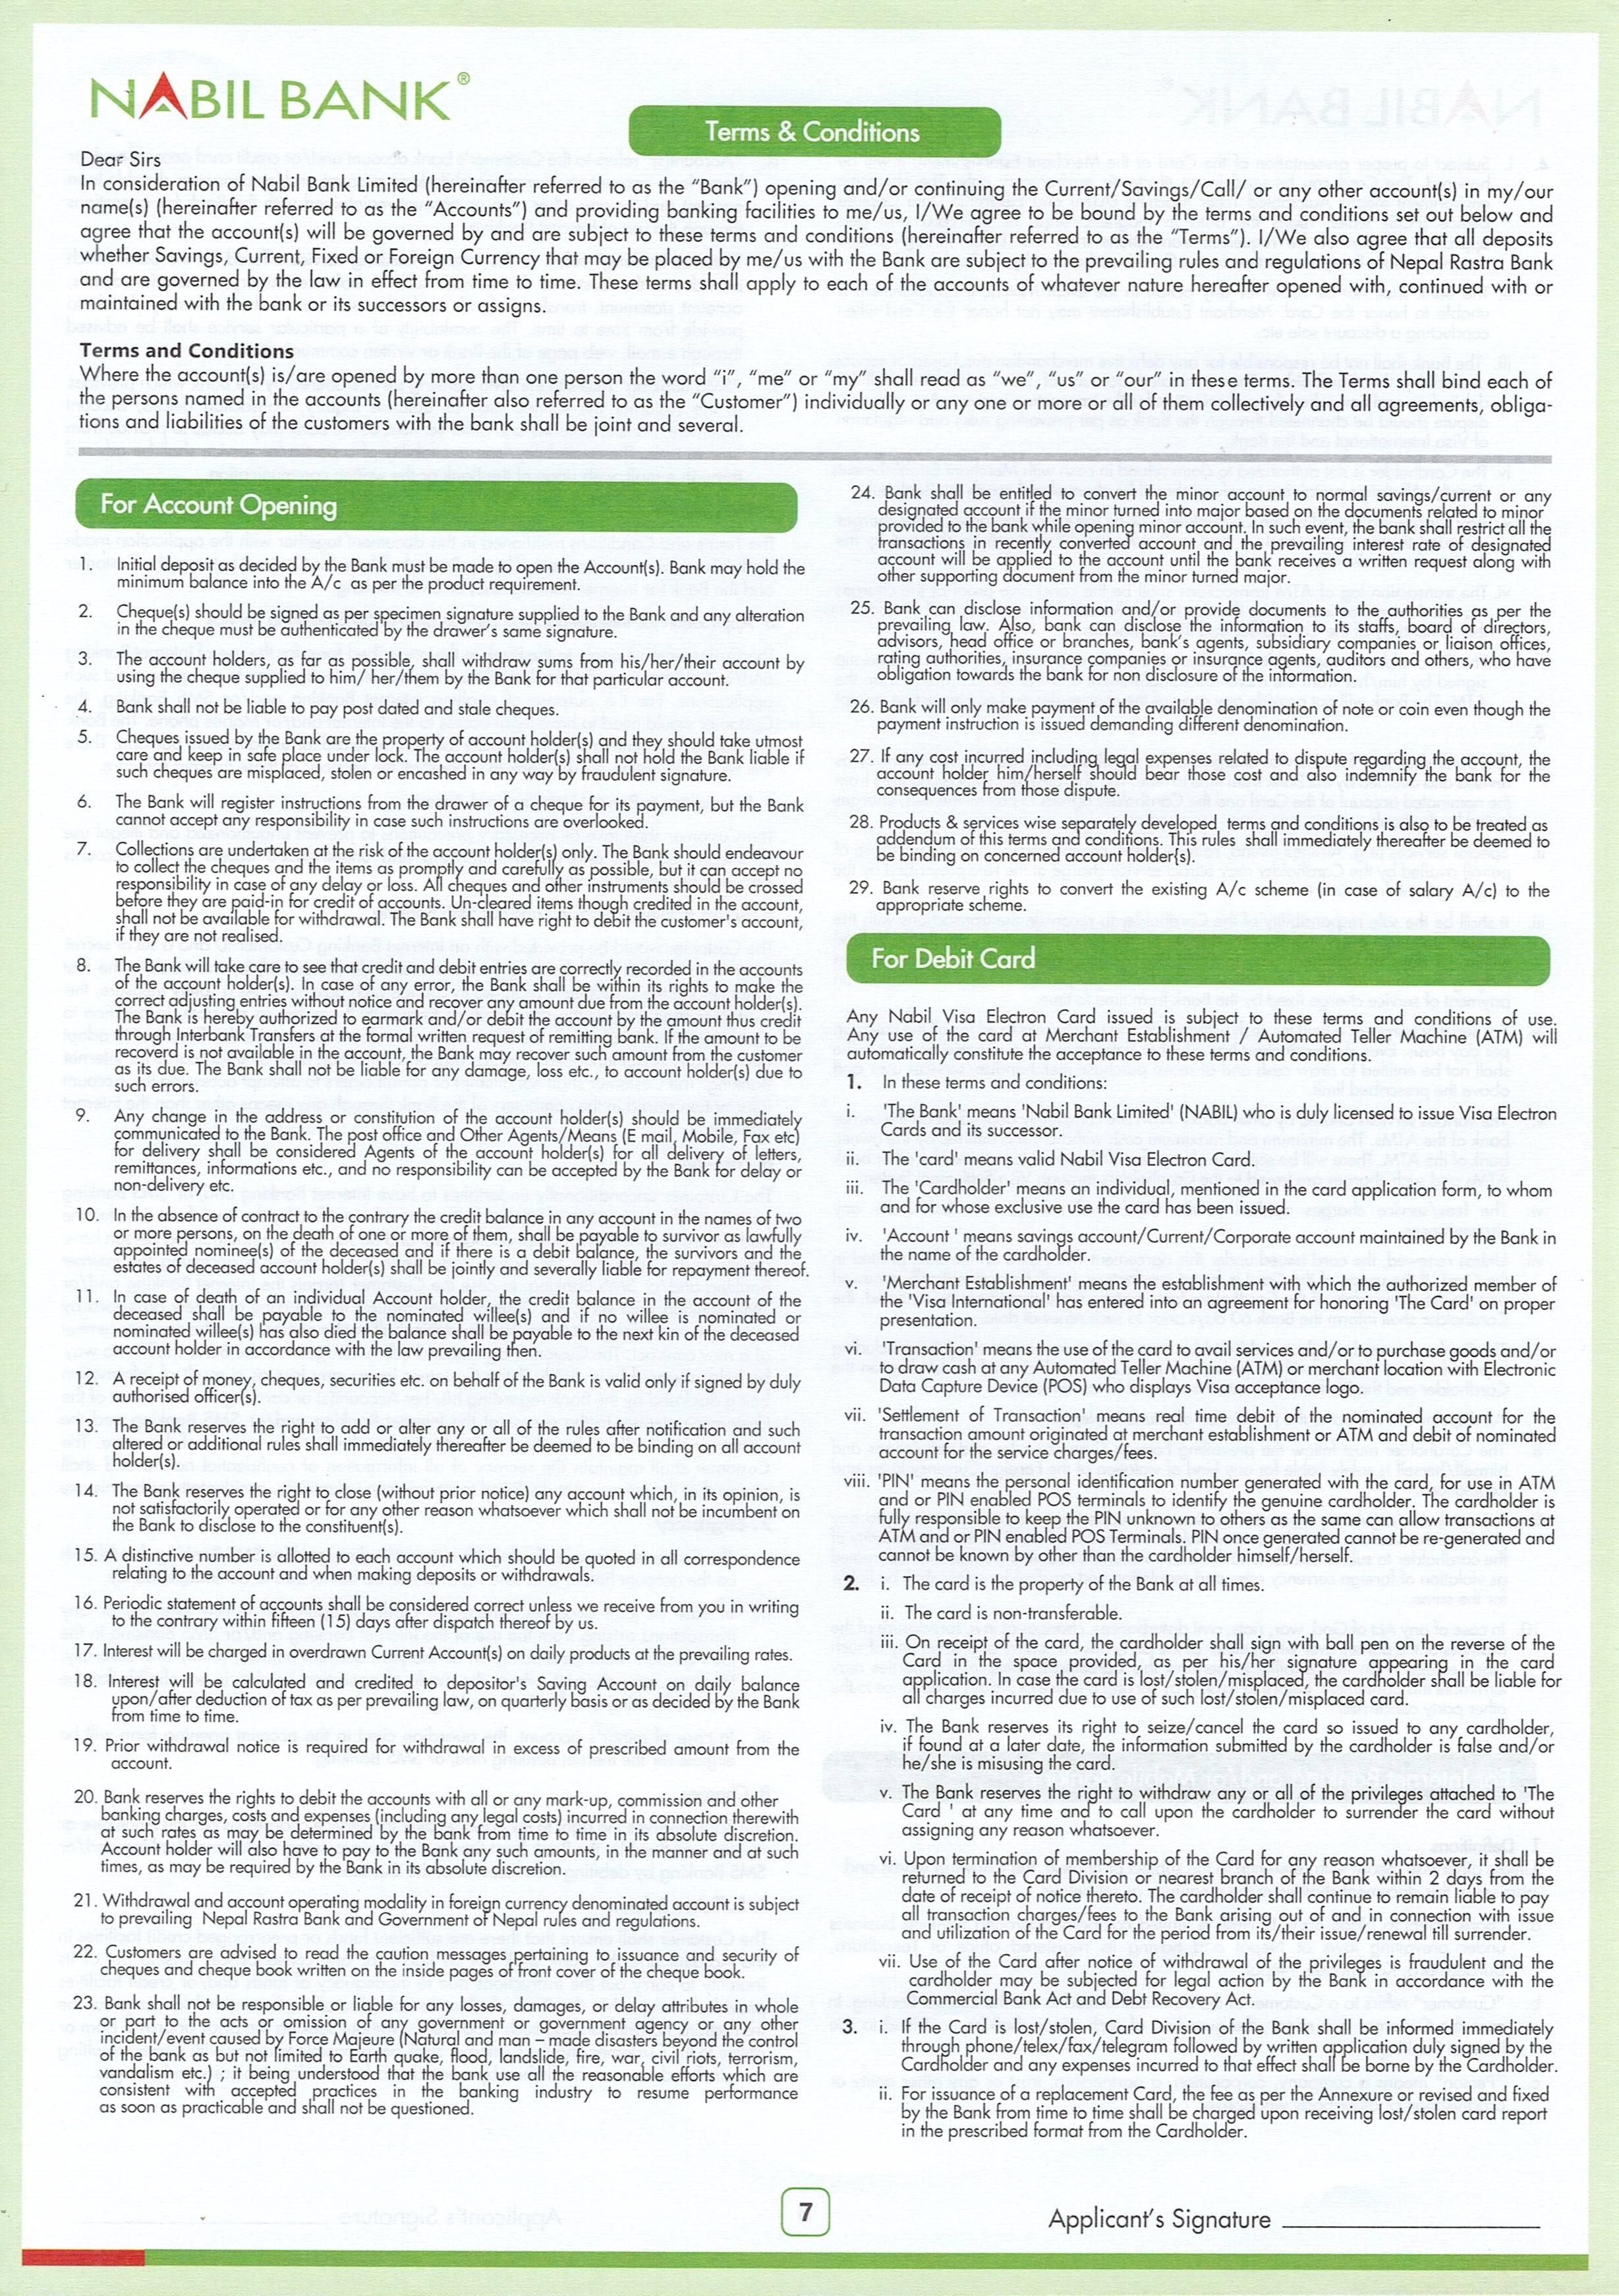 NABIL BANK®
Terms & Conditions
Dear Sirs
In consideration of Nabil Bank Limited (hereinafter referred to as the “Bank”) opening and/or continuing the Current/Savings/Call/ or any other account(s) in my/our
name(s) (hereinafter referred to as the “Accounts”) and providing banking facilities to me/us, I/We agree to be bound by the terms and conditions set out below and
agree that the account(s) will be governed by and are subject to these terms and conditions (hereinafter referred to as the “Terms”). I/We also agree that all deposits
whether Savings, Current, Fixed or Foreign Currency that may be placed by me/us with the Bank are subject to the prevailing rules and regulations of Nepal Rastra Bank
and are governed by the law in effect from time to time. These terms shall apply to each of the accounts of whatever nature hereafter opened with, continued with or
maintained with the bank or its successors or assigns.
Terms and Conditions
Where the account(s) is/are opened by more than one person the word “i”, “me” or “my” shall read as “we”, “us” or “our” in these terms. The Terms shall bind each of
the persons named in the accounts (hereinafter also referred to as the “Customer”) individually or any one or more or all of them collectively and all agreements, obliga-
tions and liabilities of the customers with the bank shall be joint and several.
For Account Opening
1. Initial deposit as decided by the Bank must be made to open the Account(s). Bank may hold the
minimum balance into the A/c as per the product requirement.
2. Cheque(s) should be signed as per specimen signature supplied to the Bank and any alteration
in the cheque must be authenticated by the drawer’s same signature.
3. The account holders, as far as possible, shall withdraw sums from his/her/their account by
using the cheque supplied to him/ her/them by the Bank for that particular account.
4. Bank shall not be liable to pay post dated and stale cheques.
5. Cheques issued by the Bank are the property of account holder(s) and they should take utmost
care and keep in safe place under lock. The account holder(s) shall not hold the Bank liable if
such cheques are misplaced, stolen or encashed in any way by fraudulent signature.
6. The Bank will register instructions from the drawer of a cheque for its payment, but the Bank
cannot accept any responsibility in case such instructions are overlooked.
7. Collections are undertaken at the risk of the account holder(s) only. The Bank should endeavour
to collect the cheques and the items as promptly and carefully as possible, but it can accept no
responsibility in case of any delay or loss. All cheques and other instruments should be crossed
before they are paid-in for credit of accounts. Un-cleared items though credited in the account,
shall not be available for withdrawal. The Bank shall have right to debit the customer's account,
if they are not realised.
8. The Bank will take care to see that credit and debit entries are correctly recorded in the accounts
of the account holder(s). In case of any error, the Bank shall be within its rights to make the
correct adjusting entries without notice and recover any amount due from the account holder(s).
The Bank is hereby authorized to earmark and/or debit the account by the amount thus credit
through Interbank Transfers at the formal written request of remitting bank. If the amount to be
recoverd is not available in the account, the Bank may recover such amount from the customer
as its due. The Bank shall not be liable for any damage, loss etc., to account holder(s) due to
such errors.
9. Any change in the address or constitution of the account holder(s) should be immediately
communicated to the Bank. The post office and Other Agents/Means (E mail, Mobile, Fax etc)
for delivery shall be considered Agents of the account holder(s) for all delivery of letters,
remittances, informations etc., and no responsibility can be accepted by the Bank for delay or
non-delivery etc.
10. In the absence of contract to the contrary the credit balance in any account in the names of two
or more persons, on the death of one or more of them, shall be payable to survivor as lawfully
appointed nominee(s) of the deceased and if there is a debit balance, the survivors and the
estates of deceased account holder(s) shall be jointly and severally liable for repayment thereof.
11. In case of death of an individual Account holder, the credit balance in the account of the
deceased shall be payable to the nominated willee(s) and if no willee is nominated or
nominated willee(s) has also died the balance shall be payable to the next kin of the deceased
account holder in accordance with the law prevailing then.
12. A receipt of money, cheques, securities etc. on behalf of the Bank is valid only if signed by duly
authorised officer(s).
13. The Bank reserves the right to add or alter any or all of the rules after notification and such
altered or additional rules shall immediately thereafter be deemed to be binding on all account
holder(s).
14. The Bank reserves the right to close (without prior notice) any account which, in its opinion, is
not satisfactorily operated or for any other reason whatsoever which shall not be incumbent on
the Bank to disclose to the constituent(s).
15. A distinctive number is allotted to each account which should be quoted in all correspondence
relating to the account and when making deposits or withdrawals.
16. Periodic statement of accounts shall be considered correct unless we receive from you in writing
to the contrary within fifteen (15) days after dispatch thereof by us.
17. Interest will be charged in overdrawn Current Account(s) on daily products at the prevailing rates.
18. Interest will be calculated and credited to depositor's Saving Account on daily balance
upon/after deduction of tax as per prevailing law, on quarterly basis or as decided by the Bank
from time to time.
19. Prior withdrawal notice is required for withdrawal in excess of prescribed amount from the
account.
20. Bank reserves the rights to debit the accounts with all or any mark-up, commission and other
banking charges, costs and expenses (including any legal costs) incurred in connection therewith
at such rates as may be determined by the bank from time to time in its absolute discretion.
Account holder will also have to pay to the Bank any such amounts, in the manner and at such
times, as may be required by the Bank in its absolute discretion.
21. Withdrawal and account operating modality in foreign currency denominated account is subject
to prevailing Nepal Rastra Bank and Government of Nepal rules and regulations.
22. Customers are advised to read the caution messages pertaining to issuance and security of
cheques and cheque book written on the inside pages of front cover of the cheque book.
23. Bank shall not be responsible or liable for any losses, damages, or delay attributes in whole
or part to the acts or omission of any government or government agency or any other
incident/event caused by Force Majeure (Natural and man – made disasters beyond the control
of the bank as but not limited to Earth quake, flood, landslide, fire, war, civil riots, terrorism,
vandalism etc.) ; it being understood that the bank use all the reasonable efforts which are
consistent with accepted practices in the banking industry to resume performance
as soon as practicable and shall not be questioned.
24. Bank shall be entitled to convert the minor account to normal savings/current or any
designated account if the minor turned into major based on the documents related to minor
provided to the bank while opening minor account. In such event, the bank shall restrict all the
transactions in recently converted account and the prevailing interest rate of designated
account will be applied to the account until the bank receives a written request along with
other supporting document from the minor turned major.
25. Bank can disclose information and/or provide documents to the authorities as per the
prevailing law. Also, bank can disclose the information to its staffs, board of directors,
advisors, head office or branches, bank's agents, subsidiary companies or liaison offices,
rating authorities, insurance companies or insurance agents, auditors and others, who have
obligation towards the bank for non disclosure of the information.
26. Bank will only make payment of the available denomination of note or coin even though the
payment instruction is issued demanding different denomination.
27. If any cost incurred including legal expenses related to dispute regarding the account, the
account holder him/herself should bear those cost and also indemnify the bank for the
consequences from those dispute.
28. Products & services wise separately developed terms and conditions is also to be treated as
addendum of this terms and conditions. This rules shall immediately thereafter be deemed to
be binding on concerned account holder(s).
29. Bank reserve rights to convert the existing A/c scheme (in case of salary A/c) to the
appropriate scheme.
For Debit Card
Any Nabil Visa Electron Card issued is subject to these terms and conditions of use.
Any use of the card at Merchant Establishment / Automated Teller Machine (ATM) will
automatically constitute the acceptance to these terms and conditions.
1. In these terms and conditions:
i. 'The Bank' means 'Nabil Bank Limited' (NABIL) who is duly licensed to issue Visa Electron
Cards and its successor.
ii. The 'card' means valid Nabil Visa Electron Card.
iii. The 'Cardholder' means an individual, mentioned in the card application form, to whom
and for whose exclusive use the card has been issued.
iv. 'Account ' means savings account/Current/Corporate account maintained by the Bank in
the name of the cardholder.
v. 'Merchant Establishment' means the establishment with which the authorized member of
the 'Visa International' has entered into an agreement for honoring 'The Card' on proper
presentation.
vi. 'Transaction' means the use of the card to avail services and/or to purchase goods and/or
to draw cash at any Automated Teller Machine (ATM) or merchant location with Electronic
Data Capture Device (POS) who displays Visa acceptance logo.
vii. 'Settlement of Transaction' means real time debit of the nominated account for the
transaction amount originated at merchant establishment or ATM and debit of nominated
account for the service charges/fees.
viii. 'PIN' means the personal identification number generated with the card, for use in ATM
and or PIN enabled POS terminals to identify the genuine cardholder. The cardholder is
fully responsible to keep the PIN unknown to others as the same can allow transactions at
ATM and or PIN enabled POS Terminals. PIN once generated cannot be re-generated and
cannot be known by other than the cardholder himself/herself.
2. i. The card is the property of the Bank at all times.
ii. The card is non-transferable.
iii. On receipt of the card, the cardholder shall sign with ball pen on the reverse of the
Card in the space provided, as per his/her signature appearing in the card
application. In case the card is lost/stolen/misplaced, the cardholder shall be liable for
all charges incurred due to use of such lost/stolen/misplaced card.
iv. The Bank reserves its right to seize/cancel the card so issued to any cardholder,
if found at a later date, the information submitted by the cardholder is false and/or
he/she is misusing the card.
v. The Bank reserves the right to withdraw any or all of the privileges attached to 'The
Card ' at any time and to call upon the cardholder to surrender the card without
assigning any reason whatsoever.
vi. Upon termination of membership of the Card for any reason whatsoever, it shall be
returned to the Card Division or nearest branch of the Bank within 2 days from the
date of receipt of notice thereto. The cardholder shall continue to remain liable to pay
all transaction charges/fees to the Bank arising out of and in connection with issue
and utilization of the Card for the period from its/their issue/renewal till surrender.
vii. Use of the Card after notice of withdrawal of the privileges is fraudulent and the
cardholder may be subjected for legal action by the Bank in accordance with the
Commercial Bank Act and Debt Recovery Act.
3. i. If the Card is lost/stolen, Card Division of the Bank shall be informed immediately
through phone/telex/fax/telegram followed by written application duly signed by the
Cardholder and any expenses incurred to that effect shall be borne by the Cardholder.
ii. For issuance of a replacement Card, the fee as per the Annexure or revised and fixed
by the Bank from time to time shall be charged upon receiving lost/stolen card report
in the prescribed format from the Cardholder.
7
Applicant’s Signature